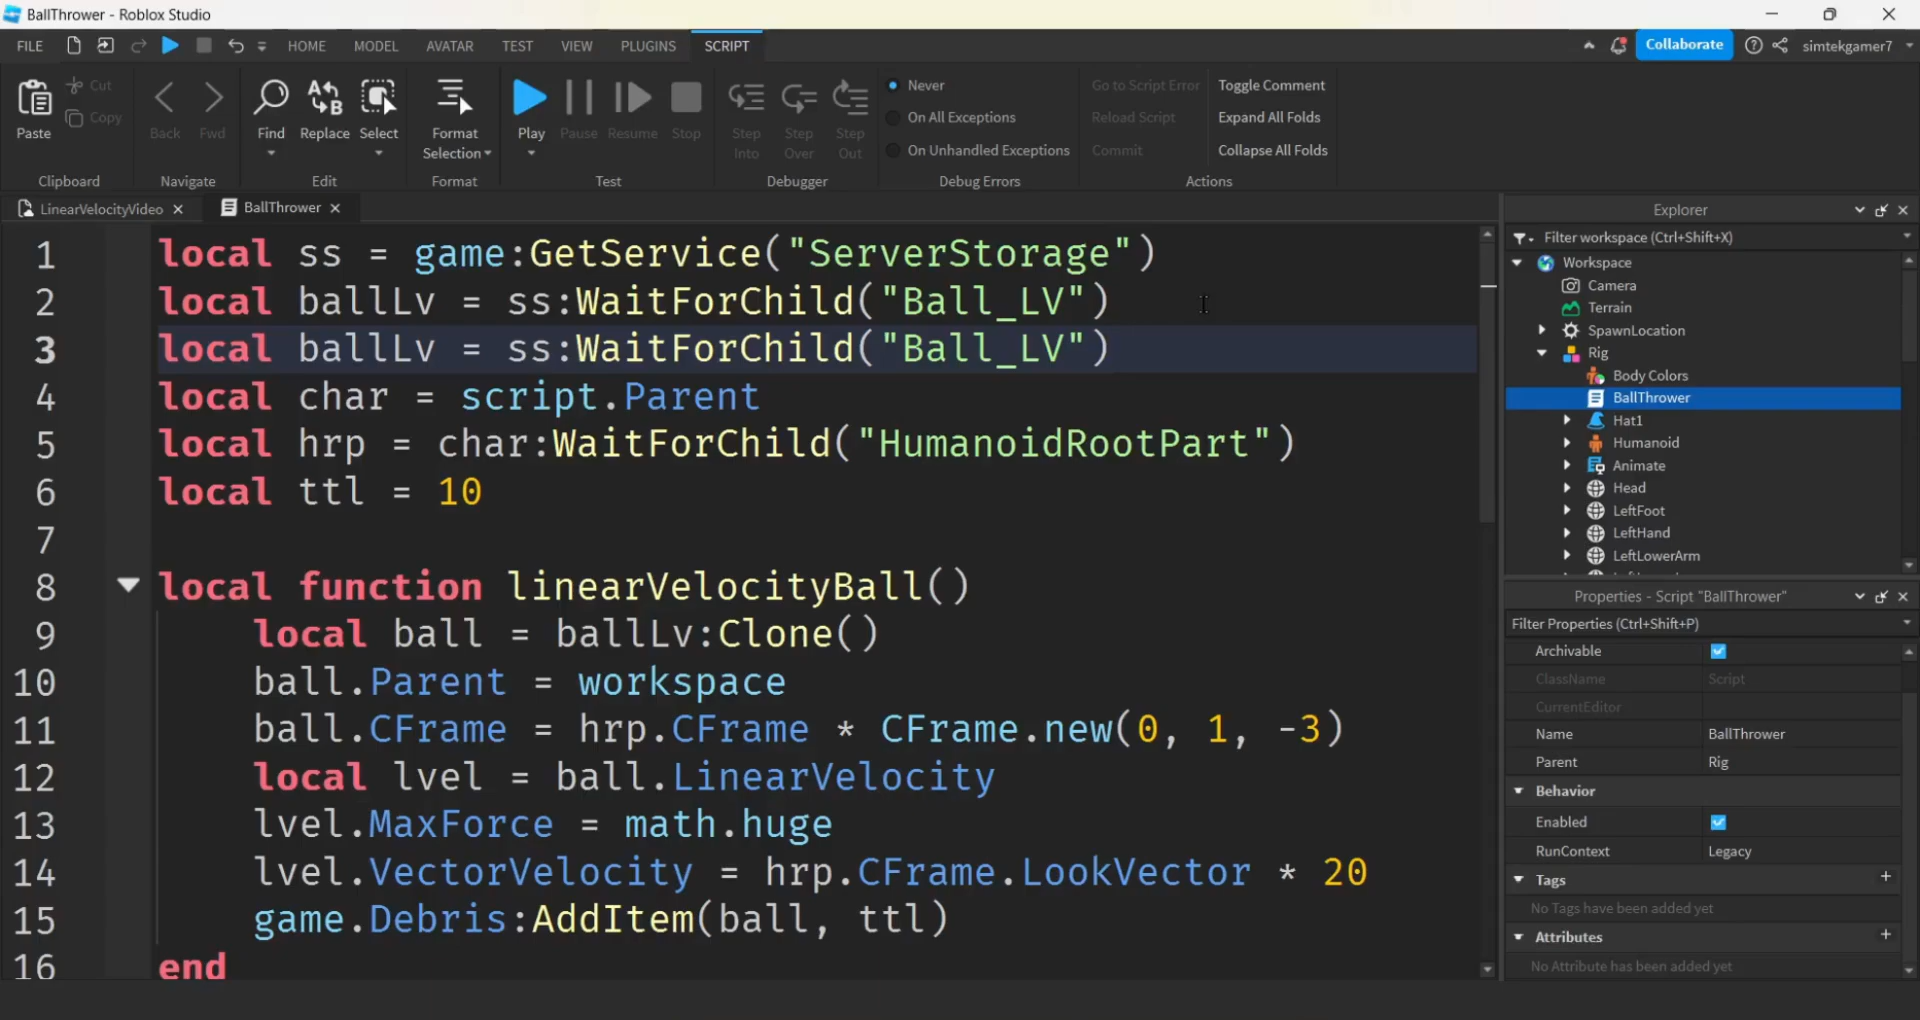 BallThrower - Roblox Studio
FILE HOME MODEL AVATAR TEST VIEW PLUGINS SCRIPT Collaborate simtekgamer7
Paste Cut Copy
Clipboard
Back Fwd
Navigate
Find Replace Select
Edit
Format Selection
Format
Play Pause Resume Stop
Test
Step Into Step Over Step Out
Debugger
Never
On All Exceptions
On Unhandled Exceptions
Debug Errors
Go to Script Error
Reload Script
Commit
Toggle Comment
Expand All Folds
Collapse All Folds
Actions
LinearVelocityVideo BallThrower
1 local ss = game:GetService("ServerStorage")
2 local ballLv = ss:WaitForChild("Ball_LV")
3 local ballLv = ss:WaitForChild("Ball_LV")
4 local char = script.Parent
5 local hrp = char:WaitForChild("HumanoidRootPart")
6 local ttl = 10
7
8 local function linearVelocityBall()
9 local ball = ballLv:Clone()
10 ball.Parent = workspace
11 ball.CFrame = hrp.CFrame * CFrame.new(0, 1, -3)
12 local lvel = ball.LinearVelocity
13 lvel.MaxForce = math.huge
14 lvel.VectorVelocity = hrp.CFrame.LookVector * 20
15 game.Debris:AddItem(ball, ttl)
16 end
Explorer
Filter workspace (Ctrl+Shift+X)
Workspace
Camera
Terrain
SpawnLocation
Rig
Body Colors
BallThrower
Hat1
Humanoid
Animate
Head
LeftFoot
LeftHand
LeftLowerArm
Properties - Script "BallThrower"
Filter Properties (Ctrl+Shift+P)
Archivable
ClassName Script
CurrentEditor
Name BallThrower
Parent Rig
Behavior
Enabled
RunContext Legacy
Tags +
No Tags have been added yet
Attributes +
No Attribute has been added yet